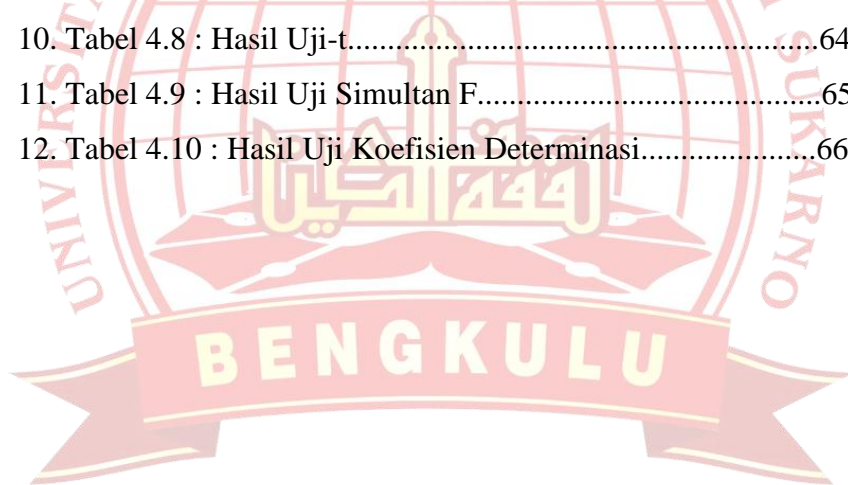 10. Tabel 4.8 : Hasil Uji-t....................................................64
11. Tabel 4.9 : Hasil Uji Simultan F......................................65
12. Tabel 4.10 : Hasil Uji Koefisien Determinasi....................66
SUKARNO
BENGKULU